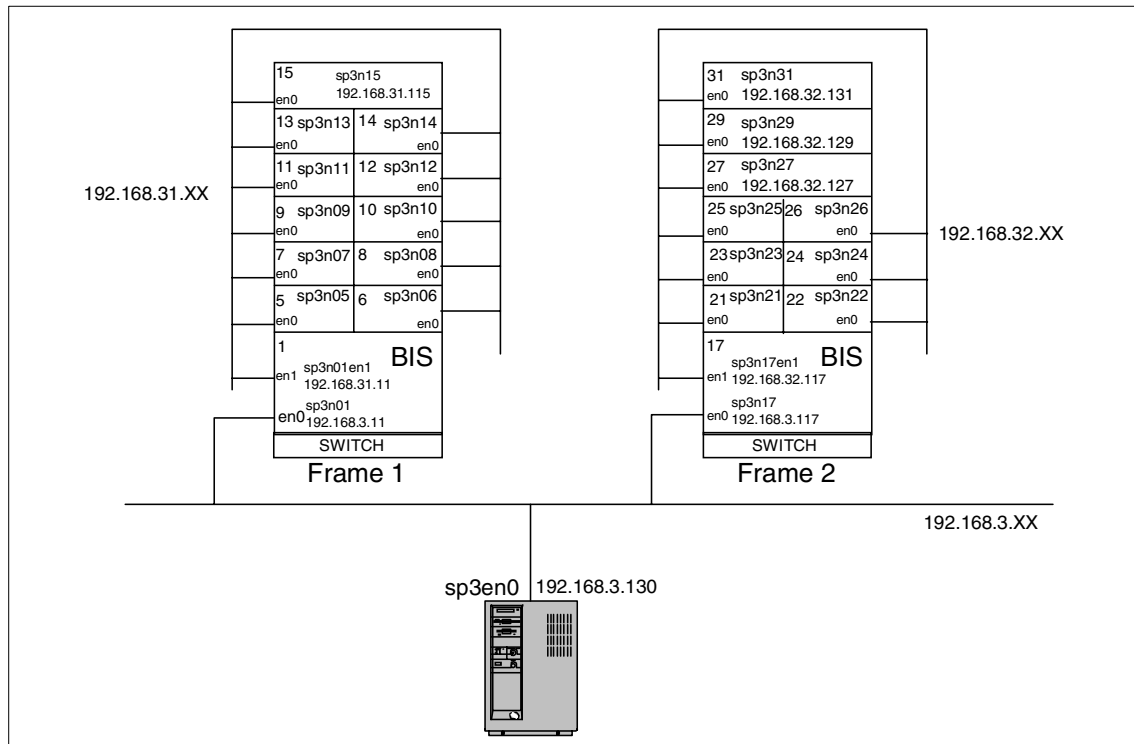 15 sp3n15
192.168.31.115
en0
13 sp3n13 14 sp3n14
en0 en0
11 sp3n11 12 sp3n12
en0 en0
192.168.31.XX
9 sp3n09 10 sp3n10
en0 en0
7 sp3n07 8 sp3n08
en0 en0
5 sp3n05 6 sp3n06
en0 en0
1 BIS
sp3n01en1
en1 192.168.31.11
sp3n01
en0 192.168.3.11
SWITCH
Frame 1
31 sp3n31
en0 192.168.32.131
29 sp3n29
en0 192.168.32.129
27 sp3n27
en0 192.168.32.127
25 sp3n25 26 sp3n26
en0 en0
192.168.32.XX
23 sp3n23 24 sp3n24
en0 en0
21 sp3n21 22 sp3n22
en0 en0
17 BIS
sp3n17en1
en1 192.168.32.117
sp3n17
en0 192.168.3.117
SWITCH
Frame 2
192.168.3.XX
sp3en0 192.168.3.130